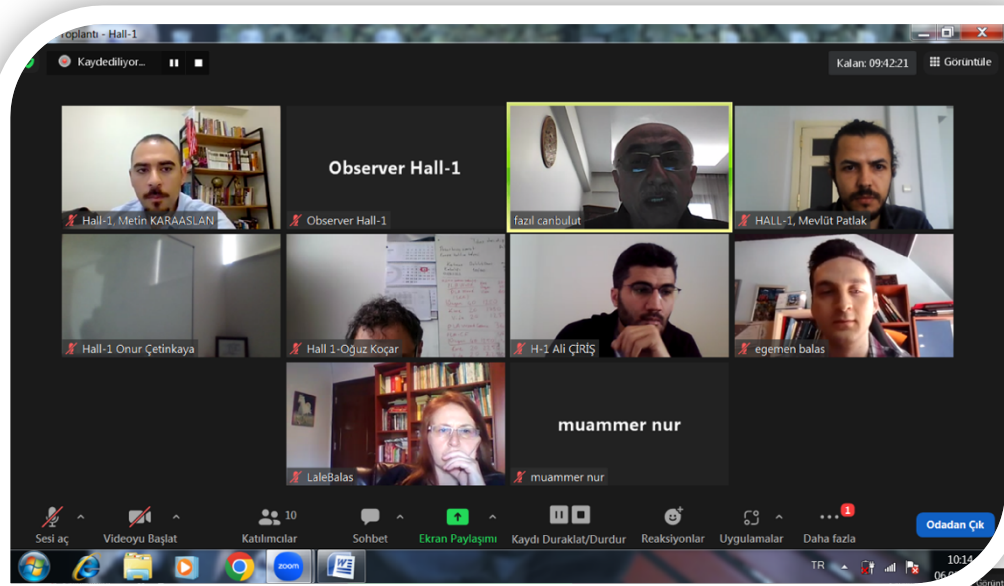 Toplantı - Hall-1
Kaydediliyor...
Kalan: 09:42:21
Görüntüle
Hall-1, Metin KARAASLAN
Observer Hall-1
Observer Hall-1
fazıl canbulut
HALL-1, Mevlüt Patlak
Hall-1 Onur Çetinkaya
Hall 1-Oğuz Koçar
H-1 Ali ÇİRİŞ
egemen balas
LaleBalas
muammer nur
muammer nur
Sesi aç
Videoyu Başlat
10
Katılımcılar
Sohbet
Ekran Paylaşımı
Kaydı Duraklat/Durdur
Reaksiyonlar
Uygulamalar
1
Daha fazla
Odadan Çık
zoom
TR
10:14